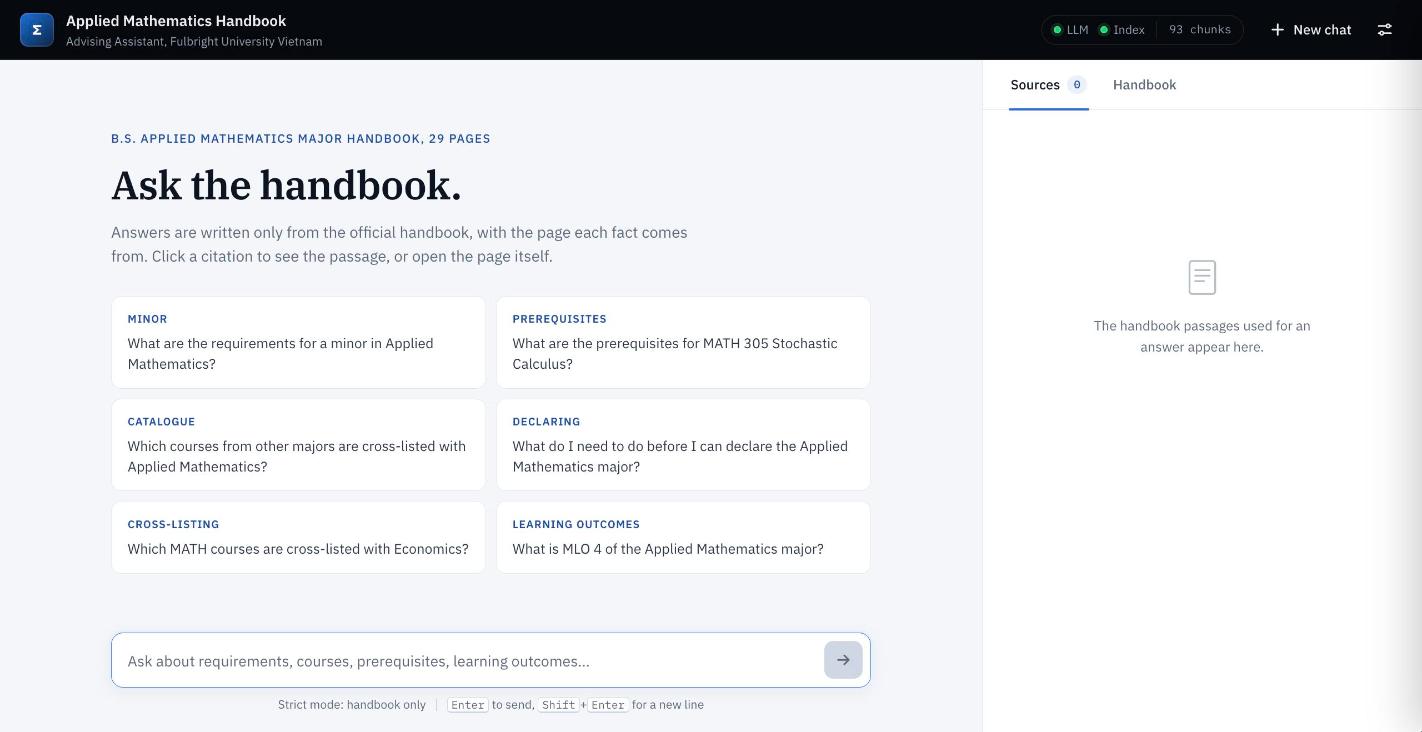 Σ
Applied Mathematics Handbook
Advising Assistant, Fulbright University Vietnam
LLM Index 93 chunks
+ New chat
Sources 0 Handbook
B.S. APPLIED MATHEMATICS MAJOR HANDBOOK, 29 PAGES
Ask the handbook.
Answers are written only from the official handbook, with the page each fact comes
from. Click a citation to see the passage, or open the page itself.
MINOR
What are the requirements for a minor in Applied
Mathematics?
PREREQUISITES
What are the prerequisites for MATH 305 Stochastic
Calculus?
CATALOGUE
Which courses from other majors are cross-listed with
Applied Mathematics?
DECLARING
What do I need to do before I can declare the Applied
Mathematics major?
CROSS-LISTING
Which MATH courses are cross-listed with Economics?
LEARNING OUTCOMES
What is MLO 4 of the Applied Mathematics major?
Ask about requirements, courses, prerequisites, learning outcomes...
Strict mode: handbook only | Enter to send, Shift+Enter for a new line
The handbook passages used for an
answer appear here.